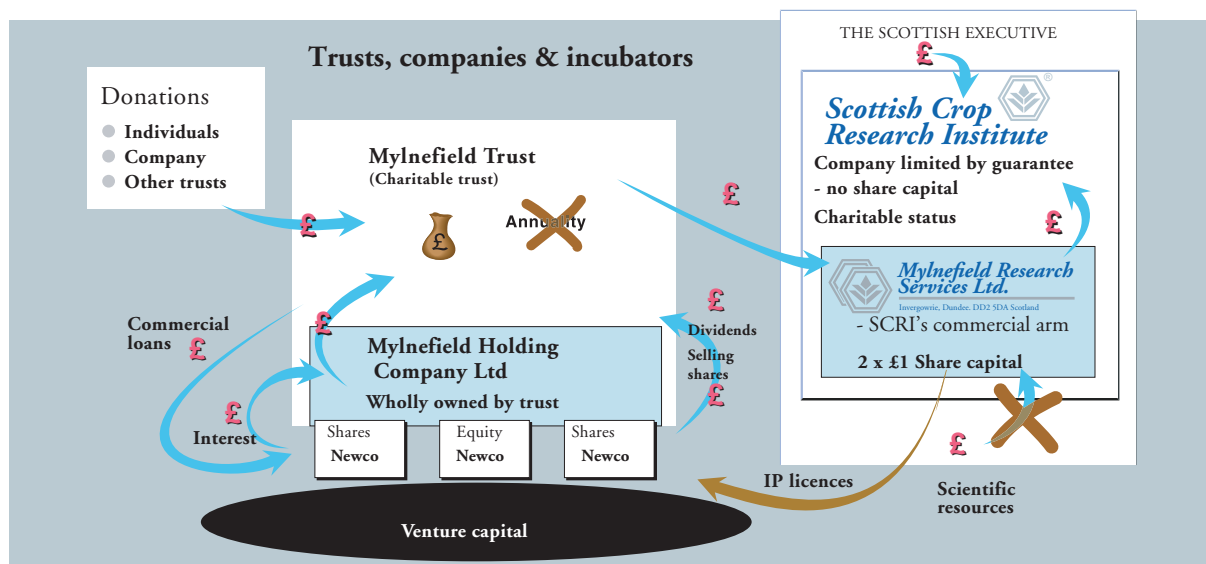 Trusts, companies & incubators
Donations
Individuals
Company
Other trusts
£
Mylnefield Trust
(Charitable trust)
£
Annuality
£
Commercial
loans £
£
Interest
£
Mylnefield Holding
Company Ltd
Wholly owned by trust
£
Dividends
Selling
shares
£
Shares
Newco
Equity
Newco
Shares
Newco
Venture capital
THE SCOTTISH EXECUTIVE
£
®
Scottish Crop
Research Institute
Company limited by guarantee
- no share capital
Charitable status
£
Mylnefield Research
Services Ltd.
Invergowrie, Dundee. DD2 5DA Scotland
- SCRI's commercial arm
2 x £1 Share capital
£
IP licences
Scientific
resources